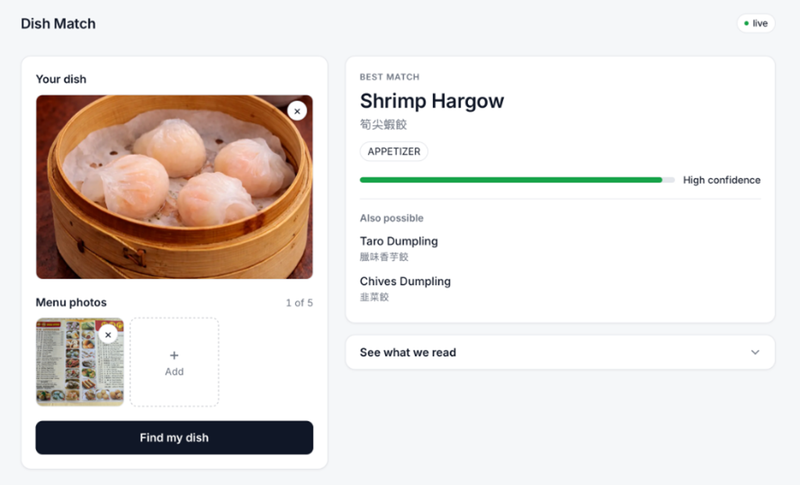 Dish Match
live
Your dish
Menu photos
1 of 5
Add
Find my dish
BEST MATCH
Shrimp Hargow
筍尖蝦餃
APPETIZER
High confidence
Also possible
Taro Dumpling
臘味香芋餃
Chives Dumpling
韭菜餃
See what we read